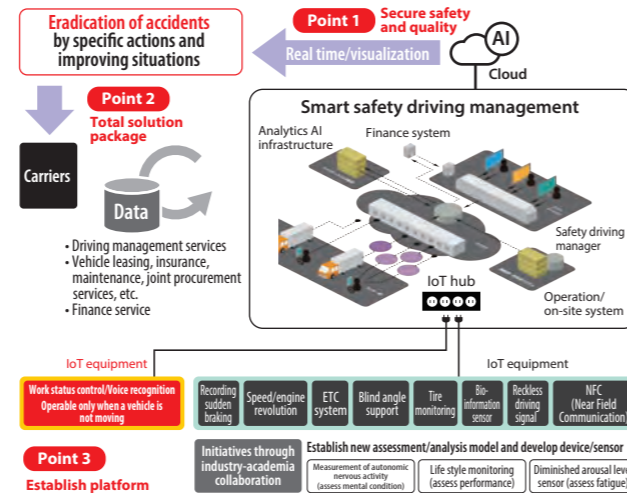 Eradication of accidents
by specific actions and
improving situations
Point 1
Secure safety
and quality
Real time/visualization
AI
Cloud
Point 2
Total solution
package
Carriers
Data
• Driving management services
• Vehicle leasing, insurance,
maintenance, joint procurement
services, etc.
• Finance service
Smart safety driving management
Analytics AI
infrastructure
Finance system
Safety driving
manager
Operation/
on-site system
IoT hub
IoT equipment
Work status control/Voice recognition
Operable only when a vehicle is
not moving
IoT equipment
Recording
sudden
braking
Speed/engine
revolution
ETC
system
Blind angle
support
Tire
monitoring
Bio-
information
sensor
Reckless
driving
signal
NFC
(Near Field
Communication)
Point 3
Establish platform
Initiatives through
industry-academia
collaboration
Establish new assessment/analysis model and develop device/sensor
Measurement of autonomic
nervous activity
(assess mental condition)
Life style monitoring
(assess performance)
Diminished arousal level
sensor (assess fatigue)